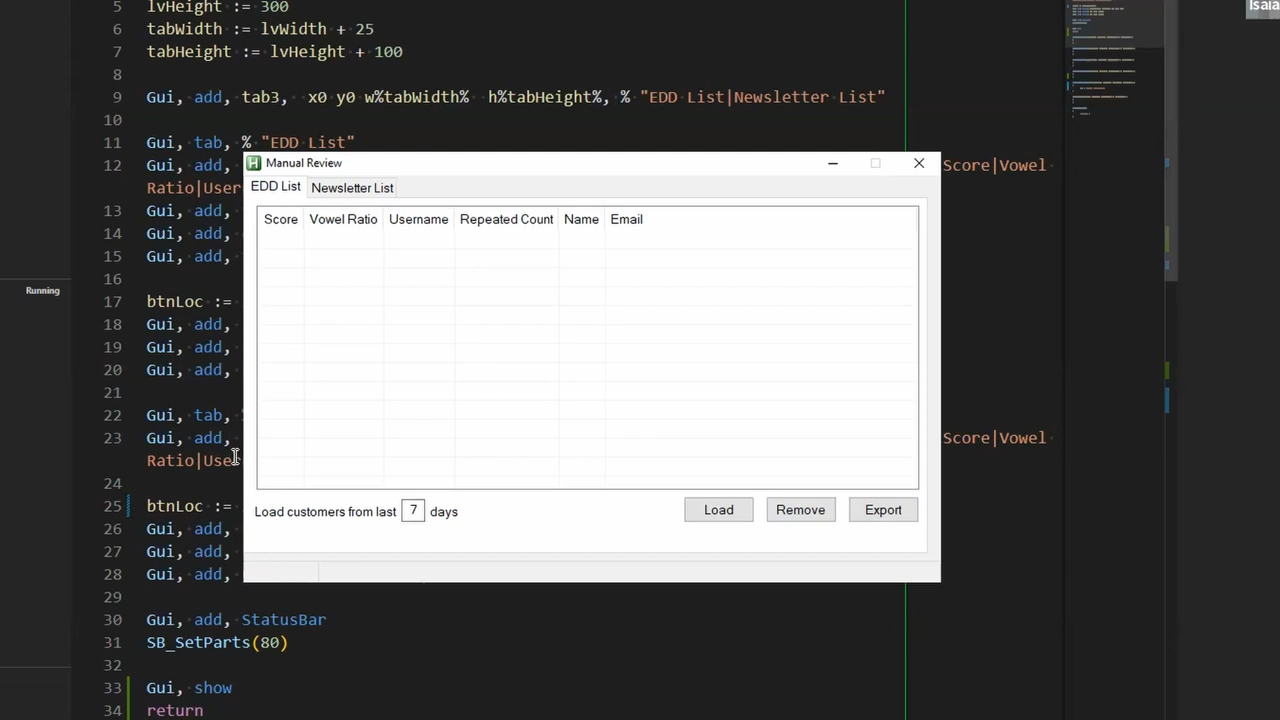 Isaia
5 lvHeight := 300
6 tabWidth := lvWidth + 25
7 tabHeight := lvHeight + 100
8
9 Gui, add, tab3, x0 y0 w%tabWidth% h%tabHeight%, % "EDD List|Newsletter List"
10
11 Gui, tab, % "EDD List"
12 Gui, add, Score|Vowel
Ratio|User
13 Gui, add,
14 Gui, add,
15 Gui, add,
16
Running
17 btnLoc :=
18 Gui, add,
19 Gui, add,
20 Gui, add,
21
22 Gui, tab,
23 Gui, add, Score|Vowel
Ratio|User
24
25 btnLoc :=
26 Gui, add,
27 Gui, add,
28 Gui, add,
29
30 Gui, add, StatusBar
31 SB_SetParts(80)
32
33 Gui, show
34 return
Manual Review
EDD List Newsletter List
Score Vowel Ratio Username Repeated Count Name Email
Load customers from last 7 days Load Remove Export